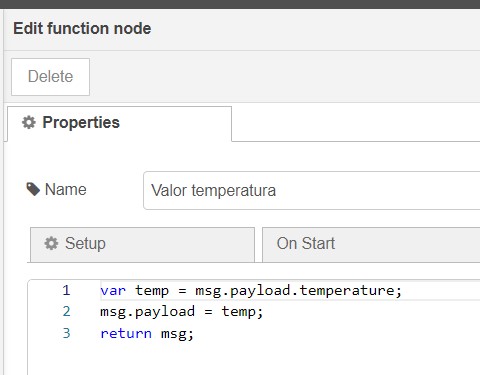 Edit function node
Delete
Properties
Name
Valor temperatura
Setup
On Start
1 var temp = msg.payload.temperature;
2 msg.payload = temp;
3 return msg;